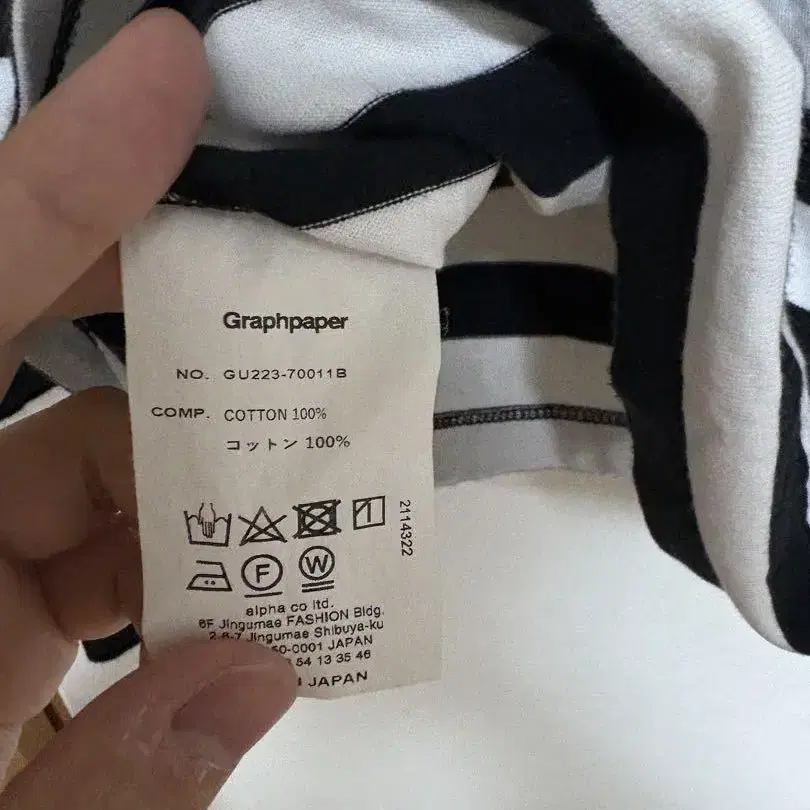 Graphpaper
NO. GU223-70011B
COMP. COTTON 100%
コットン 100%
2114322
F
W
alpha co ltd.
6F Jingumae FASHION Bldg.
2-6-7 Jingumae Shibuya-ku
50-0001 JAPAN
54 13 35 46
JAPAN